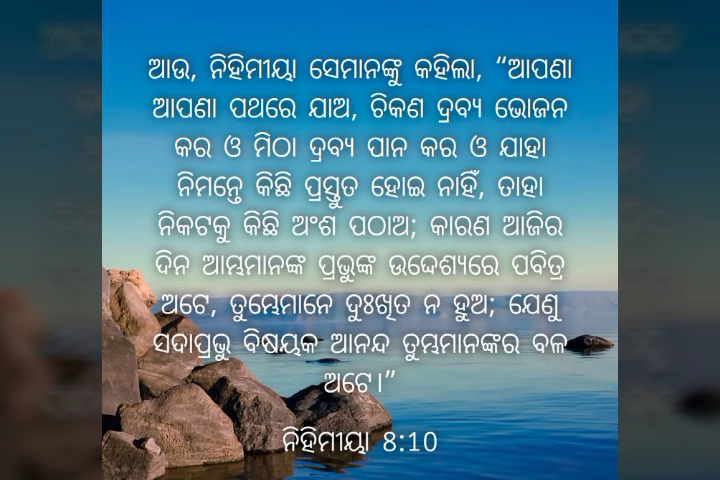 ଆଉ, ନିହିମୀୟା ସେମାନଙ୍କୁ କହିଲା, “ଆପଣା
ଆପଣା ପଥରେ ଯାଅ, ଚିକଣ ଦ୍ରବ୍ୟ ଭୋଜନ
କର ଓ ମିଠା ଦ୍ରବ୍ୟ ପାନ କର ଓ ଯାହା
ନିମନ୍ତେ କିଛି ପ୍ରସ୍ତୁତ ହୋଇ ନାହିଁ, ତାହା
ନିକଟକୁ କିଛି ଅଂଶ ପଠାଅ; କାରଣ ଆଜିର
ଦିନ ଆମ୍ଭମାନଙ୍କ ପ୍ରଭୁଙ୍କ ଉଦ୍ଦେଶ୍ୟରେ ପବିତ୍ର
ଅଟେ, ତୁମ୍ଭେମାନେ ଦୁଃଖିତ ନ ହୁଅ; ଯେଣୁ
ସଦାପ୍ରଭୁ ବିଷୟକ ଆନନ୍ଦ ତୁମ୍ଭମାନଙ୍କର ବଳ
ଅଟେ।”
ନିହିମୀୟା 8:10